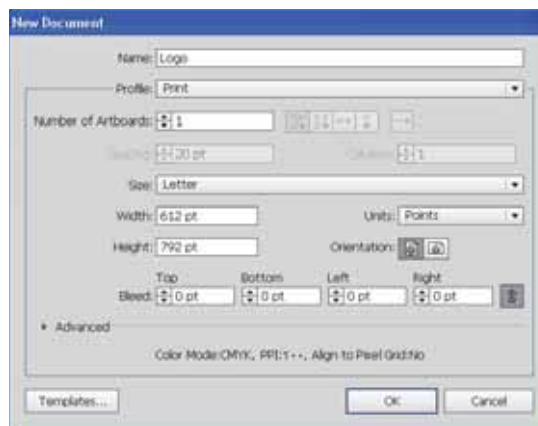 New Document
Name: Logo
Profile: Print
Number of Artboards: 1
Spacing: 20 pt Columns: 1
Size: Letter
Width: 612 pt Units: Points
Height: 792 pt Orientation:
Top Bottom Left Right
Bleed: 0 pt 0 pt 0 pt 0 pt
Advanced
Color Mode:CMYK, PPI: Align to Pixel Grid:No
Templates... OK Cancel